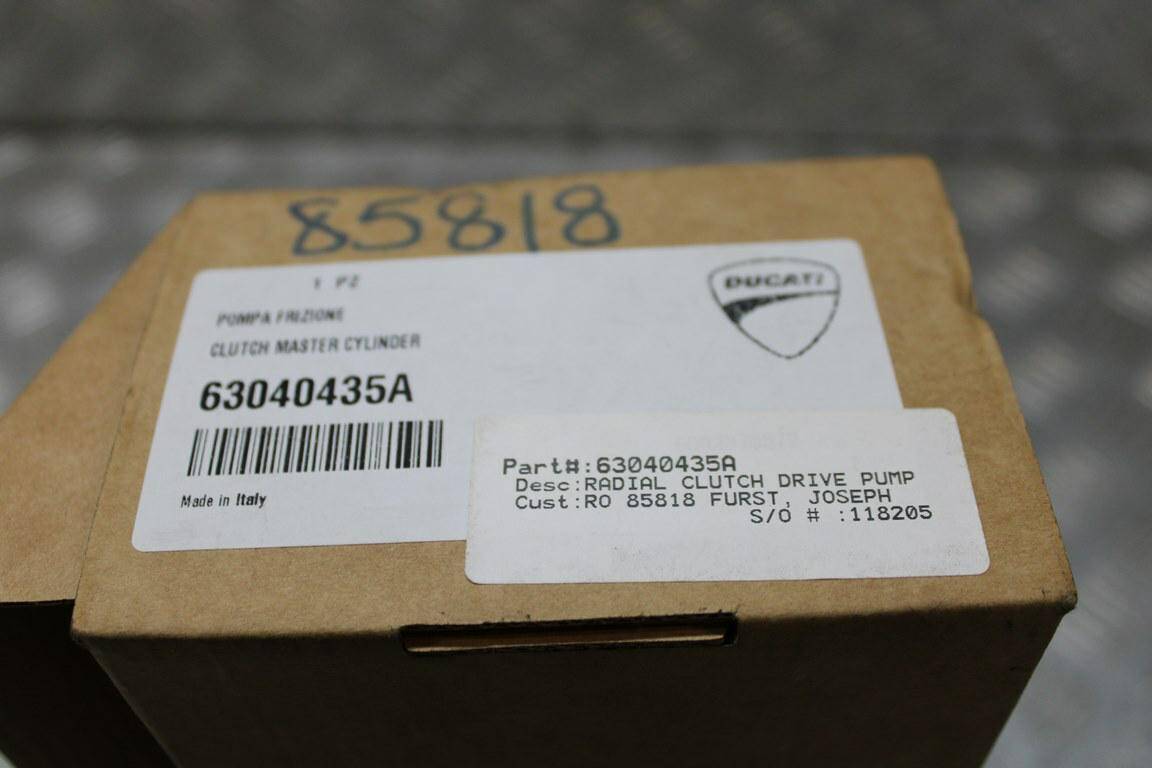 85818
1 PZ
DUCATI
POMPA FRIZIONE
CLUTCH MASTER CYLINDER
63040435A
Made in Italy
Part#:63040435A
Desc:RADIAL CLUTCH DRIVE PUMP
Cust:RO 85818 FURST, JOSEPH
S/O # :118205